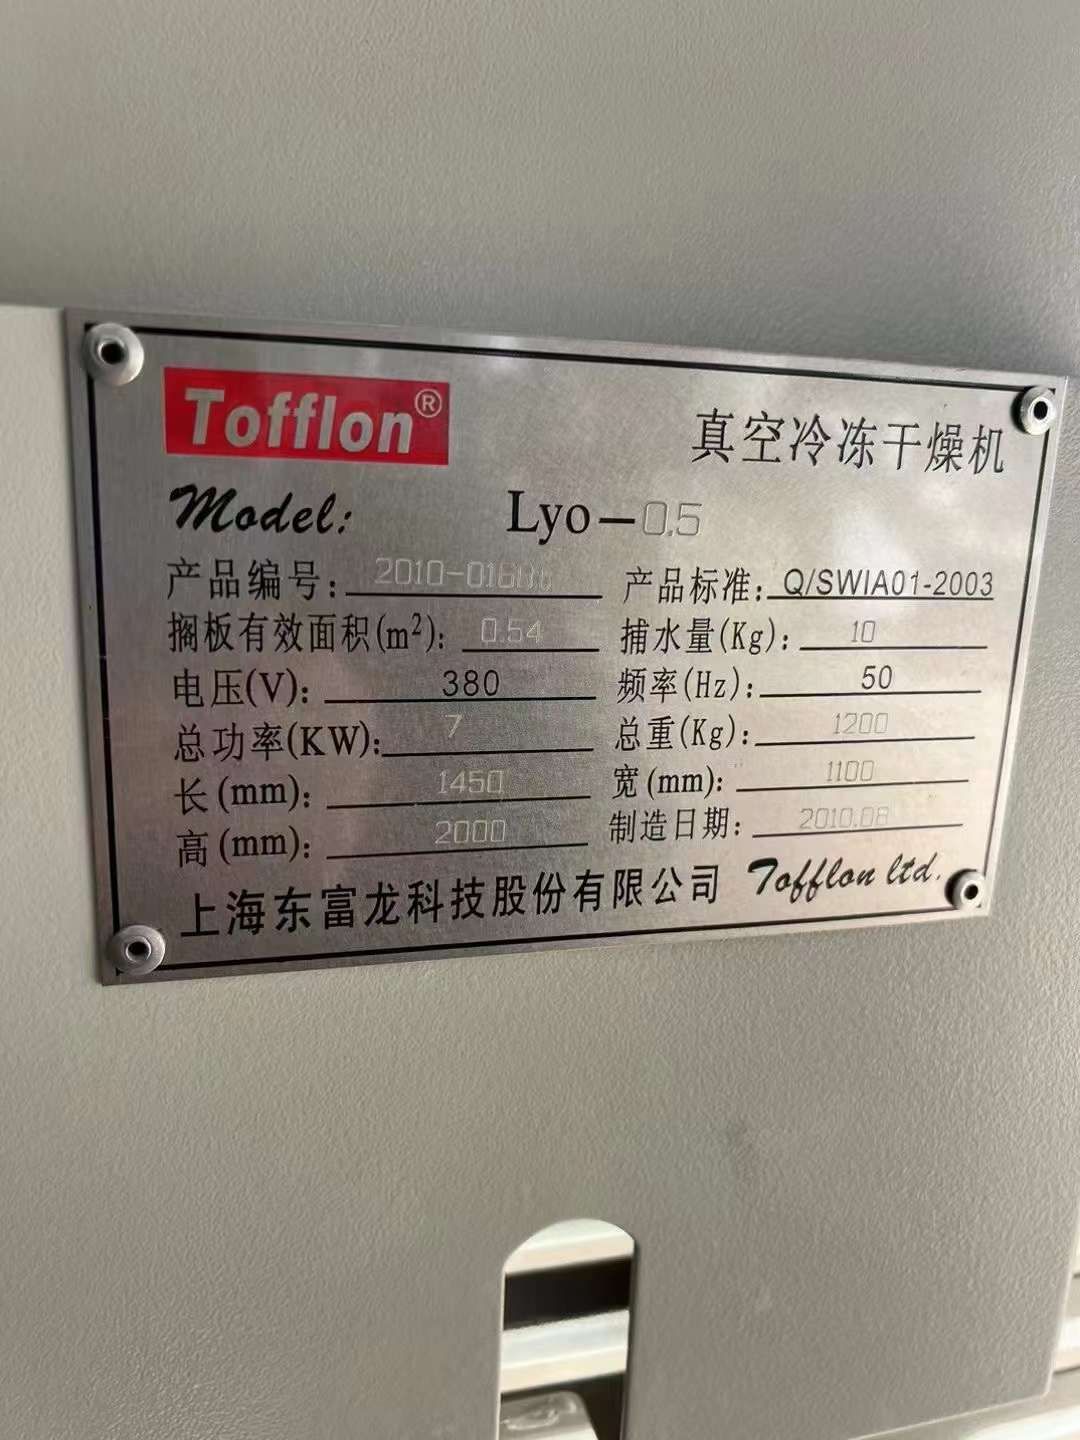 Tofflon®
真空冷冻干燥机
Model: Lyo-0.5
产品编号: 产品标准: Q/SWIA01-2003
搁板有效面积(m²): 0.54 捕水量(Kg): 10
电压(V): 380 频率(Hz): 50
总功率(KW): 7 总重(Kg): 1200
长(mm): 1450 宽(mm): 1100
高(mm): 2000 制造日期: 2010.08
上海东富龙科技股份有限公司 Tofflon ltd.